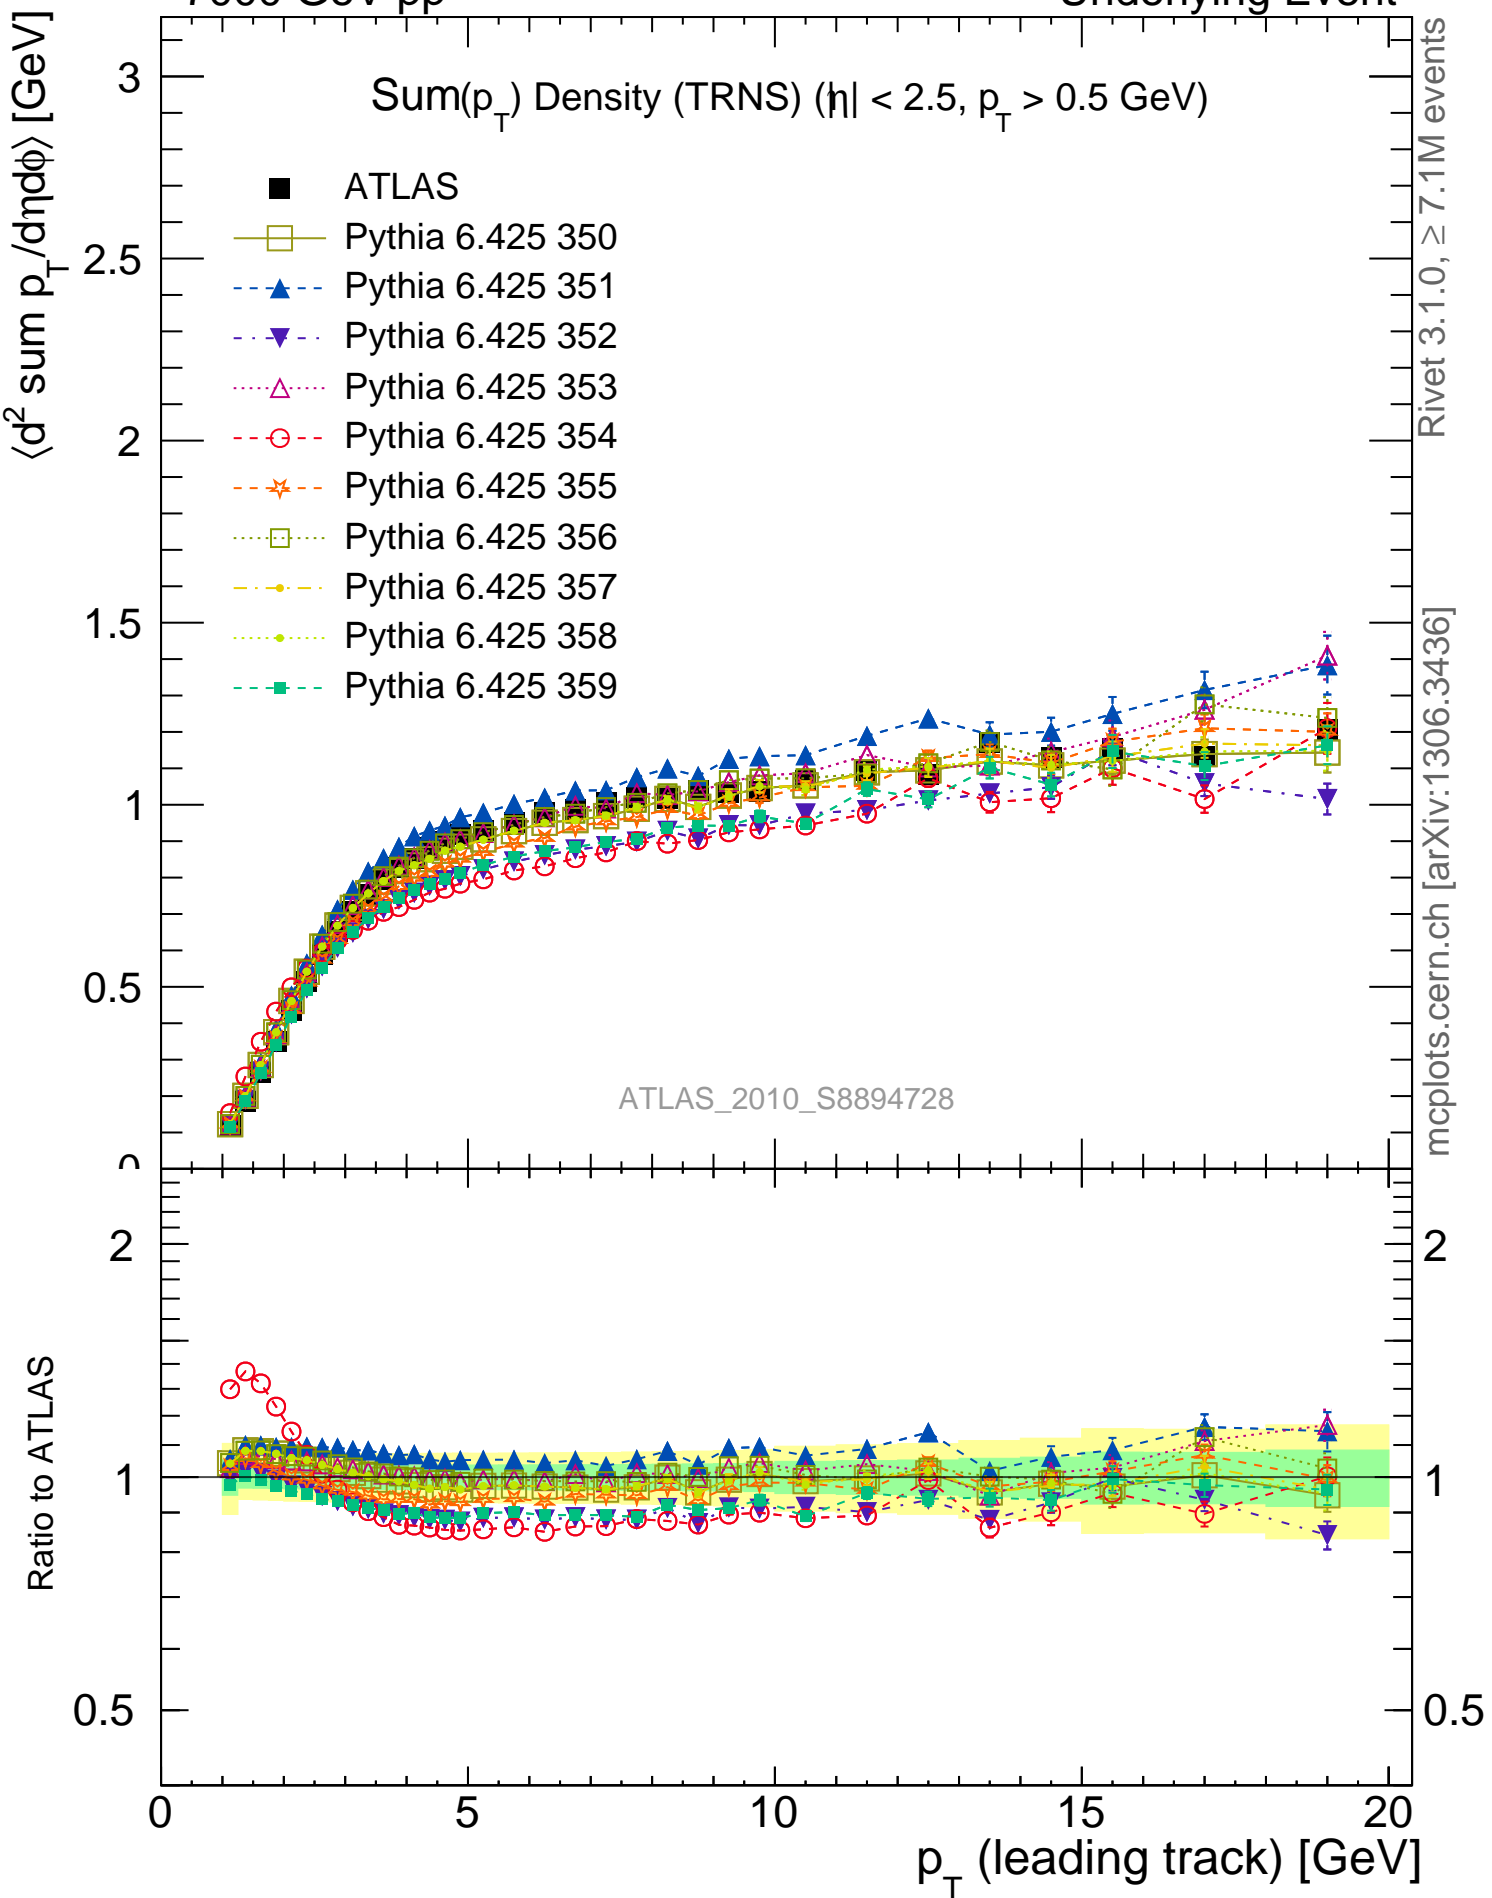 7000 GeV pp
Underlying Event
⟨d² sum p_T/dηdϕ⟩ [GeV]
Sum(p_T) Density (TRNS) (|η| < 2.5, p_T > 0.5 GeV)
ATLAS
Pythia 6.425 350
Pythia 6.425 351
Pythia 6.425 352
Pythia 6.425 353
Pythia 6.425 354
Pythia 6.425 355
Pythia 6.425 356
Pythia 6.425 357
Pythia 6.425 358
Pythia 6.425 359
3
2.5
2
1.5
1
0.5
0
ATLAS_2010_S8894728
Rivet 3.1.0, ≥ 7.1M events
mcplots.cern.ch [arXiv:1306.3436]
Ratio to ATLAS
2
1
0.5
2
1
0.5
0
5
10
15
20
p_T (leading track) [GeV]